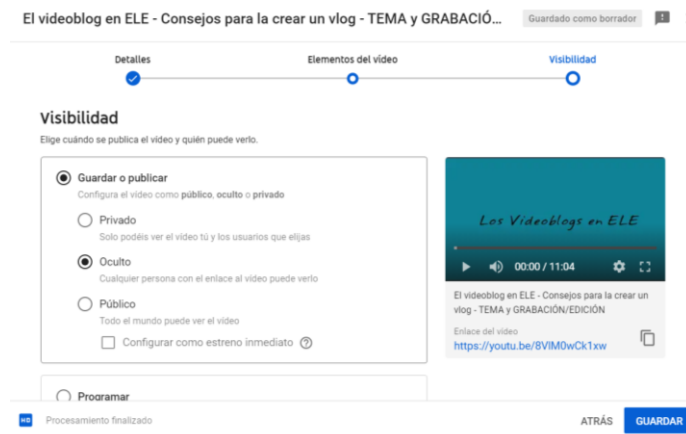 El videoblog en ELE - Consejos para la crear un vlog - TEMA y GRABACIÓ...
Guardado como borrador
Detalles
Elementos del vídeo
Visibilidad
Visibilidad
Elige cuándo se publica el vídeo y quién puede verlo.
Guardar o publicar
Configura el vídeo como público, oculto o privado
Privado
Solo podéis ver el vídeo tú y los usuarios que elijas
Oculto
Cualquier persona con el enlace al vídeo puede verlo
Público
Todo el mundo puede ver el vídeo
Configurar como estreno inmediato
Programar
Los Videoblogs en ELE
00:00 / 11:04
El videoblog en ELE - Consejos para la crear un
vlog - TEMA y GRABACIÓN/EDICIÓN
Enlace del vídeo
https://youtu.be/8VlM0wCk1xw
HD
Procesamiento finalizado
ATRÁS
GUARDAR